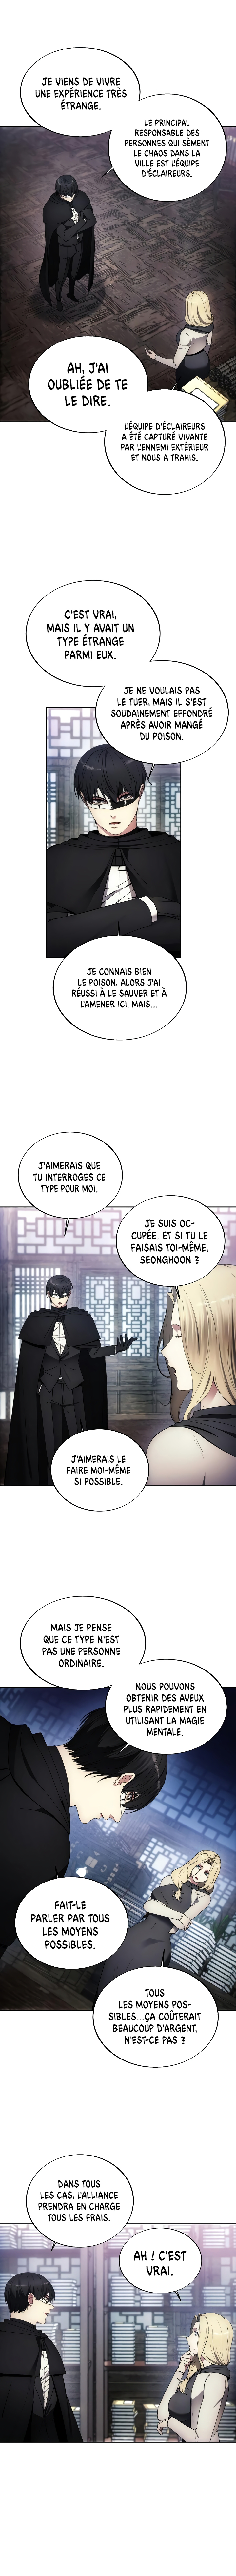 JE VIENS DE VIVRE
UNE EXPÉRIENCE TRÈS
ÉTRANGE.
LE PRINCIPAL
RESPONSABLE DES
PERSONNES QUI SÈMENT
LE CHAOS DANS LA
VILLE EST L'ÉQUIPE
D'ÉCLAIREURS.
AH, J'AI
OUBLIÉE DE TE
LE DIRE.
L'ÉQUIPE D'ÉCLAIREURS
A ÉTÉ CAPTURÉ VIVANTE
PAR L'ENNEMI EXTÉRIEUR
ET NOUS A TRAHIS.
C'EST VRAI,
MAIS IL Y AVAIT UN
TYPE ÉTRANGE
PARMI EUX.
JE NE VOULAIS PAS
LE TUER, MAIS IL S'EST
SOUDAINEMENT EFFONDRÉ
APRÈS AVOIR MANGÉ
DU POISON.
JE CONNAIS BIEN
LE POISON, ALORS J'AI
RÉUSSI À LE SAUVER ET À
L'AMENER ICI, MAIS...
J'AIMERAIS QUE
TU INTERROGES CE
TYPE POUR MOI.
JE SUIS OC-
CUPÉE. ET SI TU LE
FAISAIS TOI-MÊME,
SEONGHOON ?
J'AIMERAIS LE
FAIRE MOI-MÊME
SI POSSIBLE.
MAIS JE PENSE
QUE CE TYPE N'EST
PAS UNE PERSONNE
ORDINAIRE.
NOUS POUVONS
OBTENIR DES AVEUX
PLUS RAPIDEMENT EN
UTILISANT LA MAGIE
MENTALE.
FAIT-LE
PARLER PAR TOUS
LES MOYENS
POSSIBLES.
TOUS
LES MOYENS POS-
SIBLES...ÇA COÛTERAIT
BEAUCOUP D'ARGENT,
N'EST-CE PAS ?
DANS TOUS
LES CAS, L'ALLIANCE
PRENDRA EN CHARGE
TOUS LES FRAIS.
AH ! C'EST
VRAI.